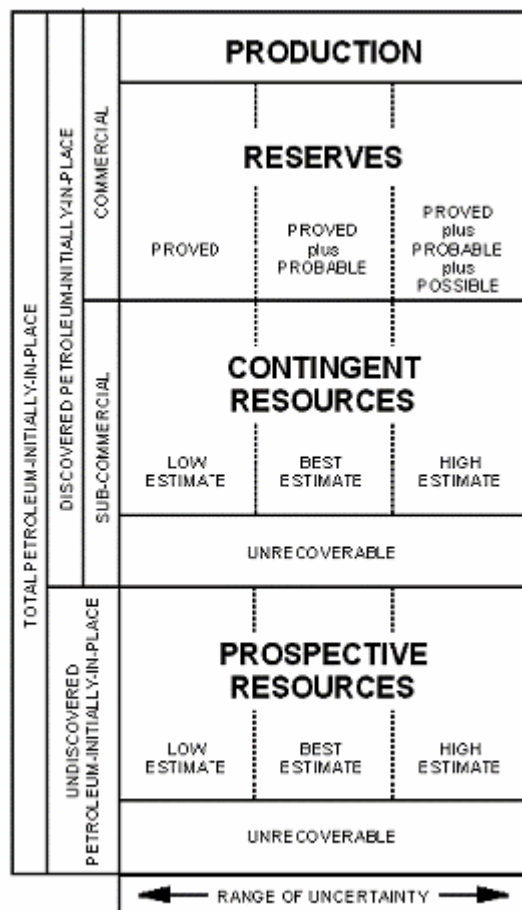 TOTAL PETROLEUM-INITIALLY-IN-PLACE
DISCOVERED PETROLEUM-INITIALLY-IN-PLACE
COMMERCIAL
PRODUCTION
RESERVES
PROVED
PROVED
plus
PROBABLE
PROVED
plus
PROBABLE
plus
POSSIBLE
SUB-COMMERCIAL
CONTINGENT
RESOURCES
LOW
ESTIMATE
BEST
ESTIMATE
HIGH
ESTIMATE
UNRECOVERABLE
UNDISCOVERED
PETROLEUM-INITIALLY-IN-PLACE
PROSPECTIVE
RESOURCES
LOW
ESTIMATE
BEST
ESTIMATE
HIGH
ESTIMATE
UNRECOVERABLE
RANGE OF UNCERTAINTY